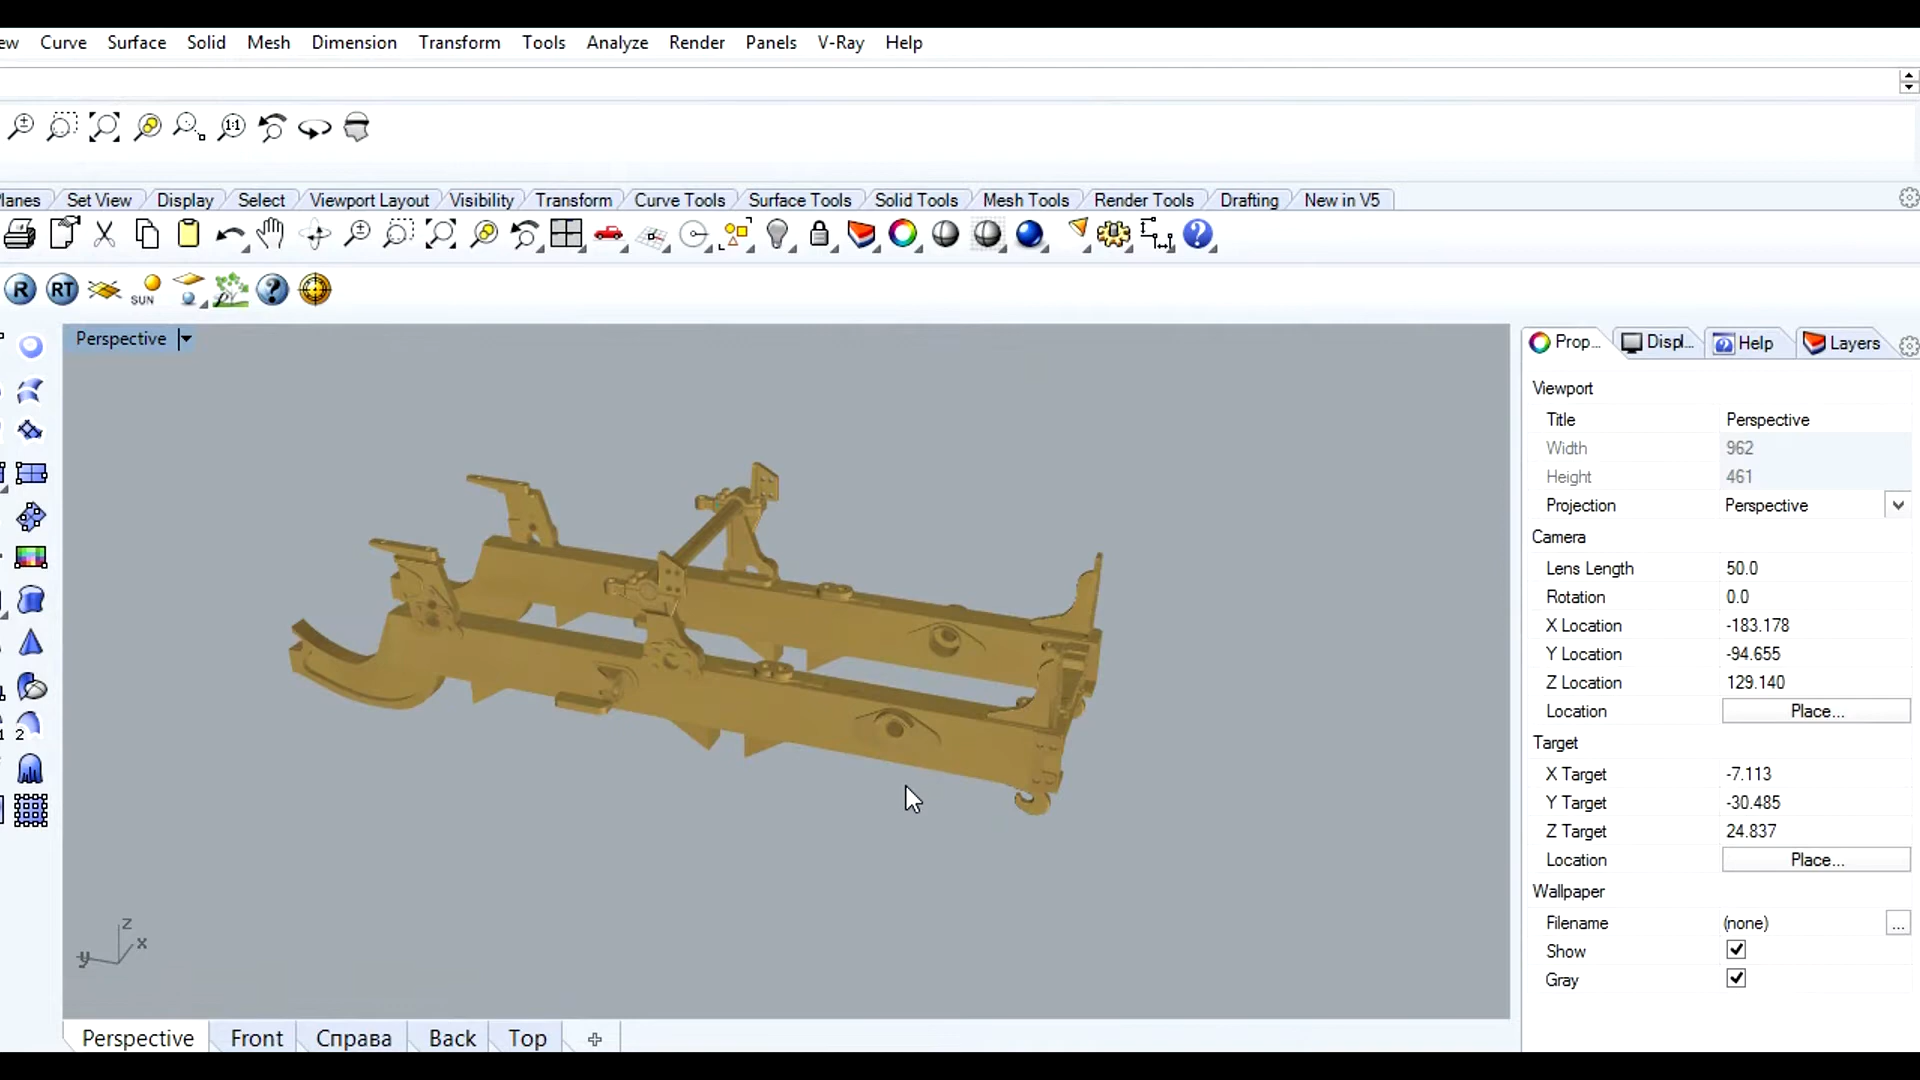 Curve Surface Solid Mesh Dimension Transform Tools Analyze Render Panels V-Ray Help
1:1
Set View Display Select Viewport Layout Visibility Transform Curve Tools Surface Tools Solid Tools Mesh Tools Render Tools Drafting New in V5
R RT SUN
Perspective
Prop... Displ... Help Layers
Viewport
Title Perspective
Width 962
Height 461
Projection Perspective
Camera
Lens Length 50.0
Rotation 0.0
X Location -183.178
Y Location -94.655
Z Location 129.140
Location Place...
Target
X Target -7.113
Y Target -30.485
Z Target 24.837
Location Place...
Wallpaper
Filename (none) ...
Show
Gray
2
z
x
y
Perspective Front Справа Back Top